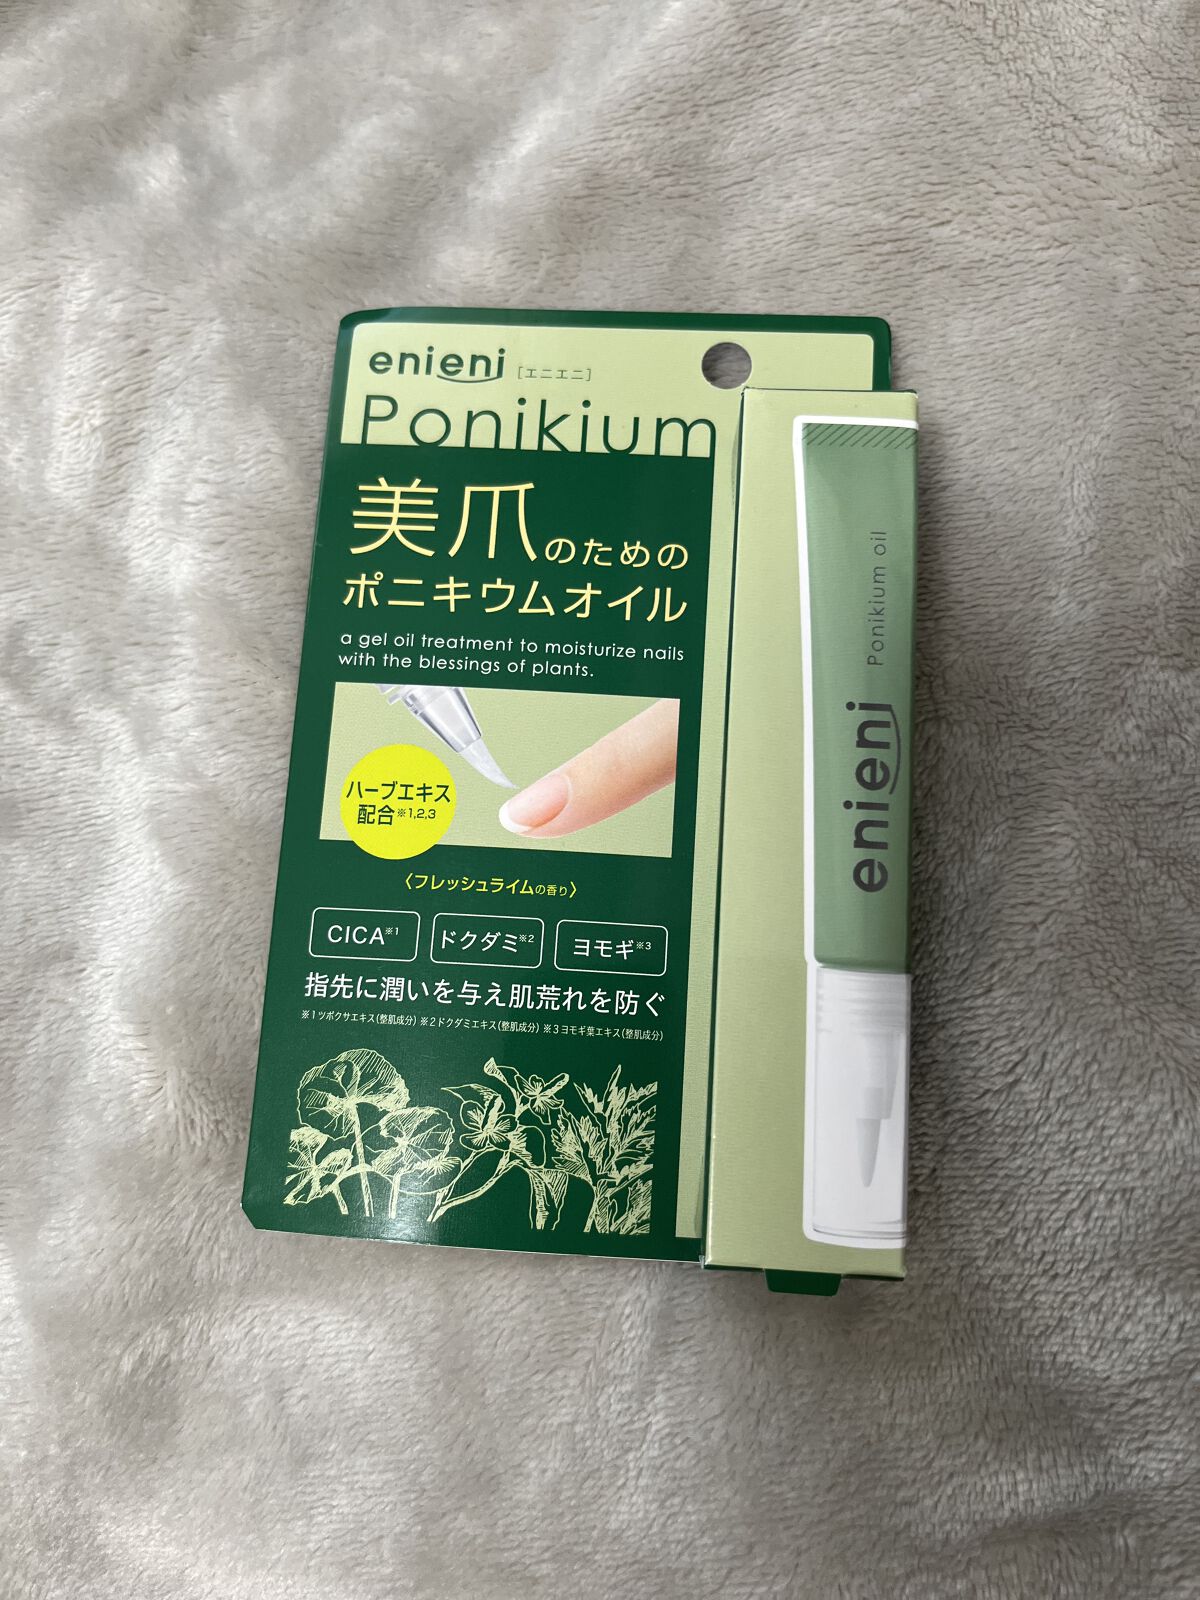 enieni [エニエニ]
Ponikium
美爪のための
ポニキウムオイル
a gel oil treatment to moisturize nails
with the blessings of plants.
ハーブエキス
配合※1,2,3
〈フレッシュライムの香り〉
CICA※1 ドクダミ※2 ヨモギ※3
指先に潤いを与え肌荒れを防ぐ
※1ツボクサエキス(整肌成分) ※2ドクダミエキス(整肌成分) ※3ヨモギ葉エキス(整肌成分)
enieni Ponikium oil